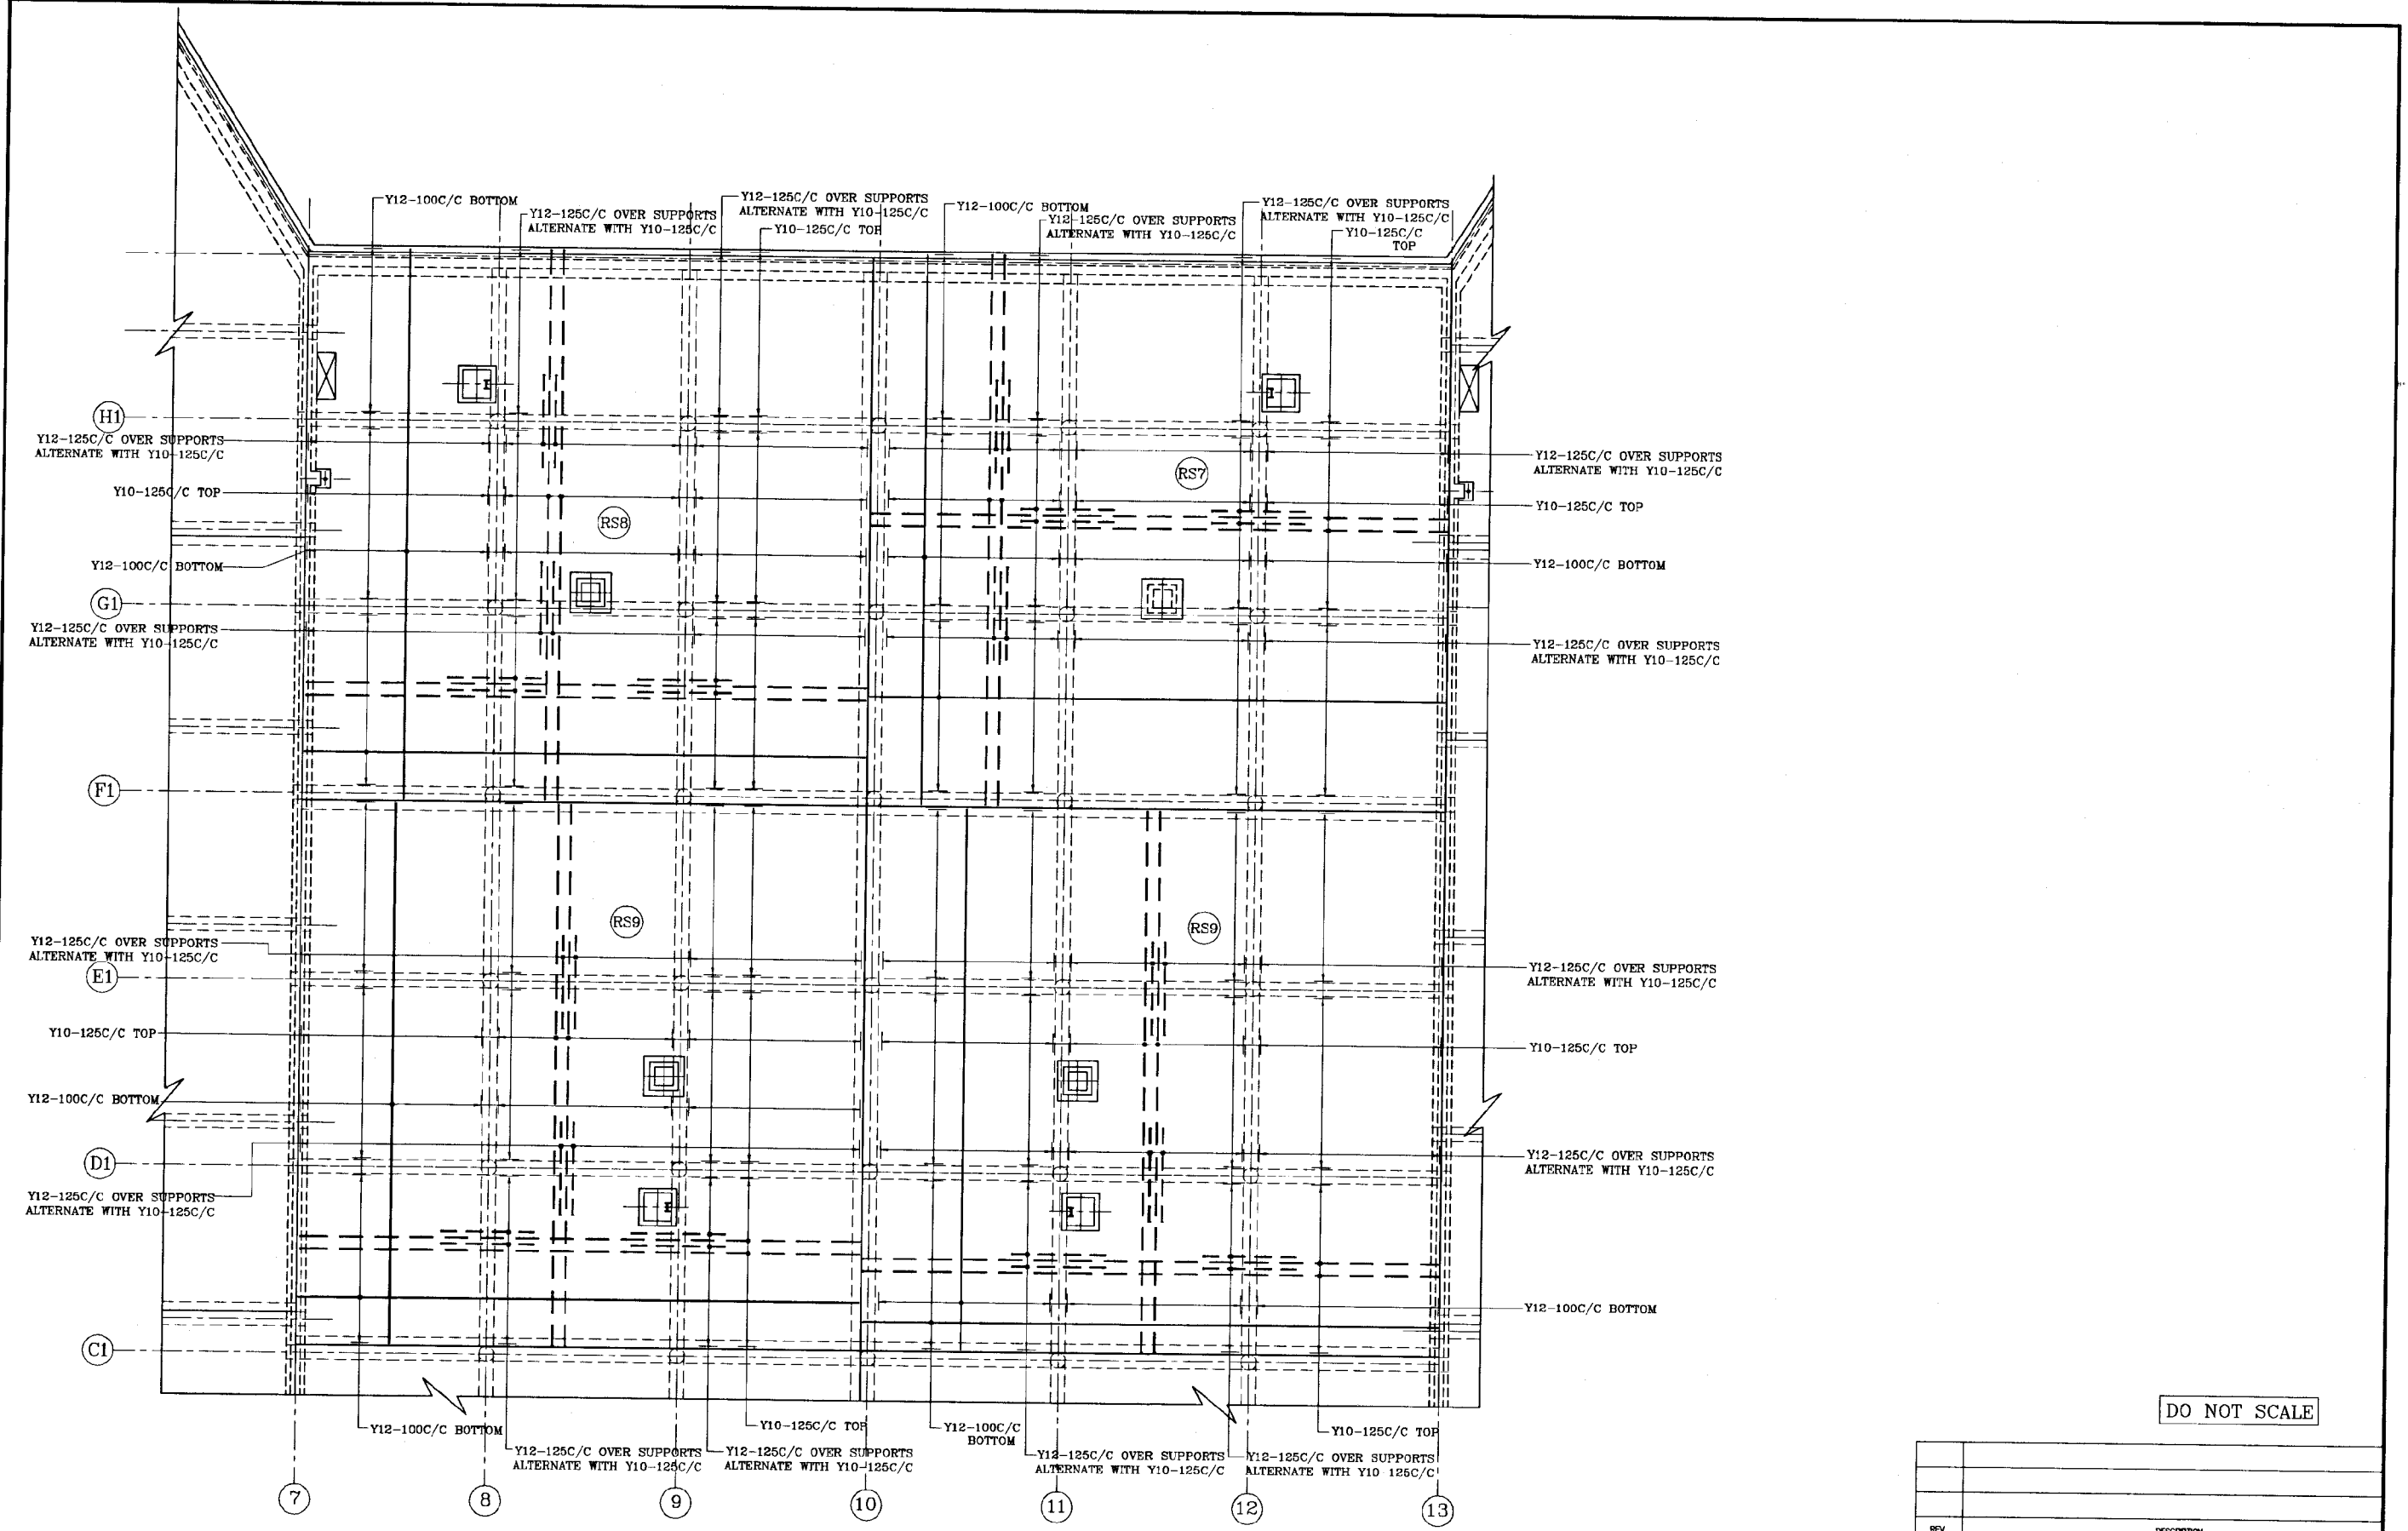 Y12-100C/C BOTTOM
Y12-125C/C OVER SUPPORTS
ALTERNATE WITH Y10-125C/C
Y12-125C/C OVER SUPPORTS
ALTERNATE WITH Y10-125C/C
Y10-125C/C TOP
Y12-100C/C BOTTOM
Y12-125C/C OVER SUPPORTS
ALTERNATE WITH Y10-125C/C
Y12-125C/C OVER SUPPORTS
ALTERNATE WITH Y10-125C/C
Y10-125C/C
TOP
H1
Y12-125C/C OVER SUPPORTS
ALTERNATE WITH Y10-125C/C
Y12-125C/C OVER SUPPORTS
ALTERNATE WITH Y10-125C/C
RS7
Y10-125C/C TOP
Y10-125C/C TOP
RS8
Y12-100C/C BOTTOM
Y12-100C/C BOTTOM
G1
Y12-125C/C OVER SUPPORTS
ALTERNATE WITH Y10-125C/C
Y12-125C/C OVER SUPPORTS
ALTERNATE WITH Y10-125C/C
F1
RS9
RS9
Y12-125C/C OVER SUPPORTS
ALTERNATE WITH Y10-125C/C
Y12-125C/C OVER SUPPORTS
ALTERNATE WITH Y10-125C/C
E1
Y10-125C/C TOP
Y10-125C/C TOP
Y12-100C/C BOTTOM
D1
Y12-125C/C OVER SUPPORTS
ALTERNATE WITH Y10-125C/C
Y12-125C/C OVER SUPPORTS
ALTERNATE WITH Y10-125C/C
Y12-100C/C BOTTOM
C1
Y12-100C/C BOTTOM
Y12-125C/C OVER SUPPORTS
ALTERNATE WITH Y10-125C/C
Y10-125C/C TOP
Y12-125C/C OVER SUPPORTS
ALTERNATE WITH Y10-125C/C
Y12-100C/C
BOTTOM
Y12-125C/C OVER SUPPORTS
ALTERNATE WITH Y10-125C/C
Y10-125C/C TOP
Y12-125C/C OVER SUPPORTS
ALTERNATE WITH Y10-125C/C
7 8 9 10 11 12 13
DO NOT SCALE
REV DESCRIPTION